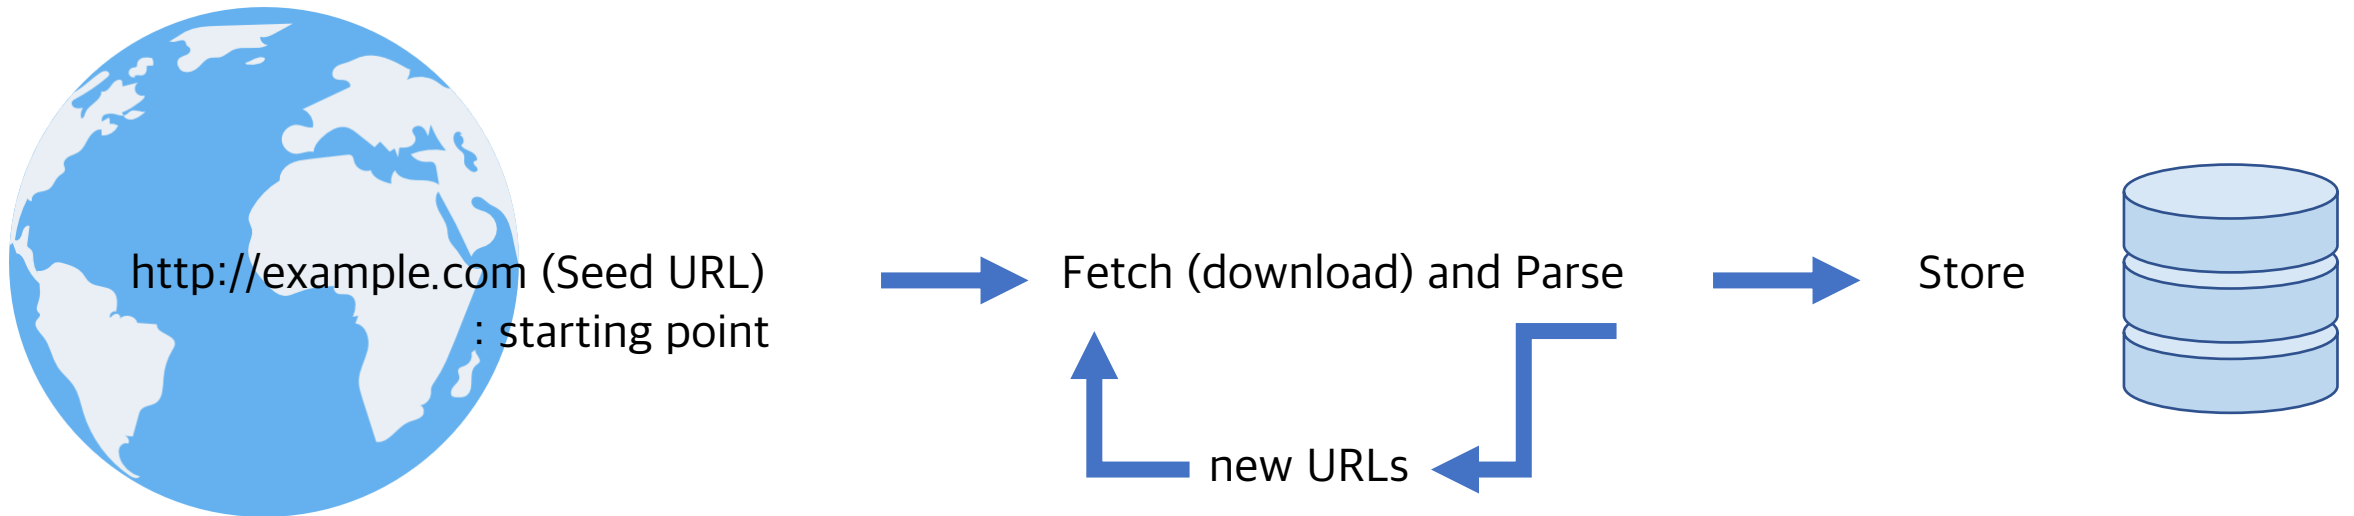 http://example.com (Seed URL)
: starting point
Fetch (download) and Parse
new URLs
Store